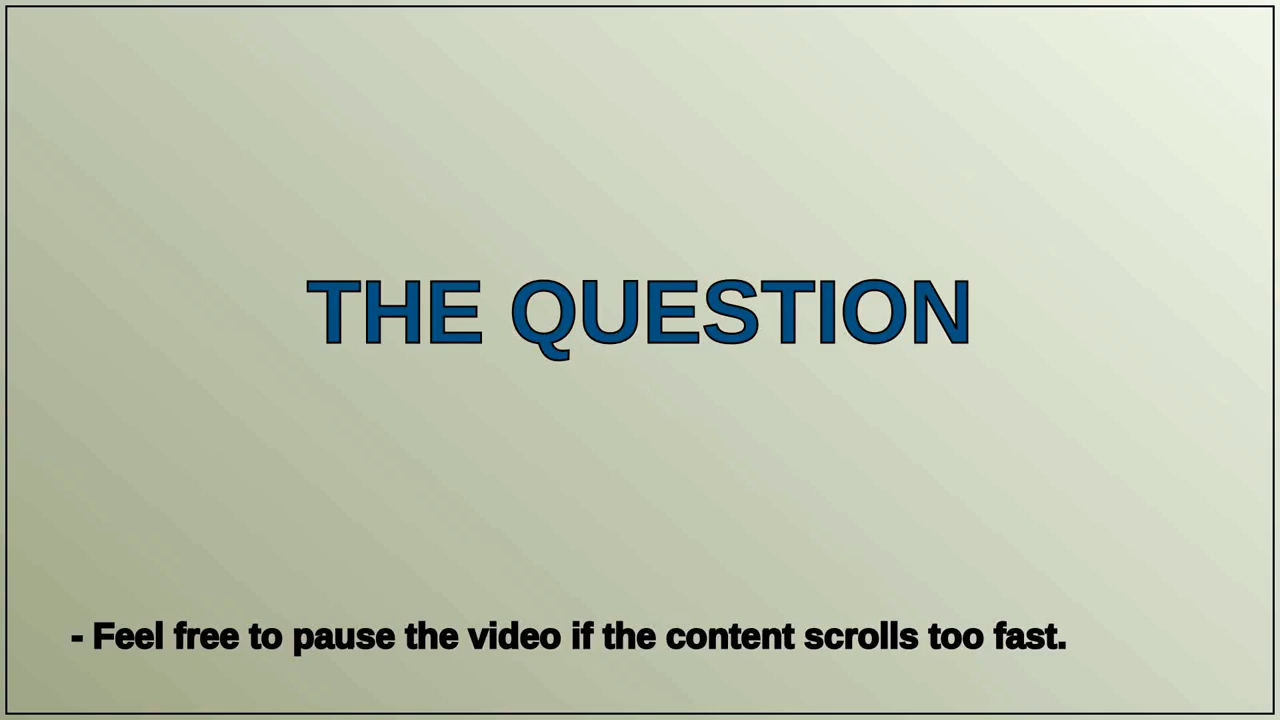 THE QUESTION
- Feel free to pause the video if the content scrolls too fast.